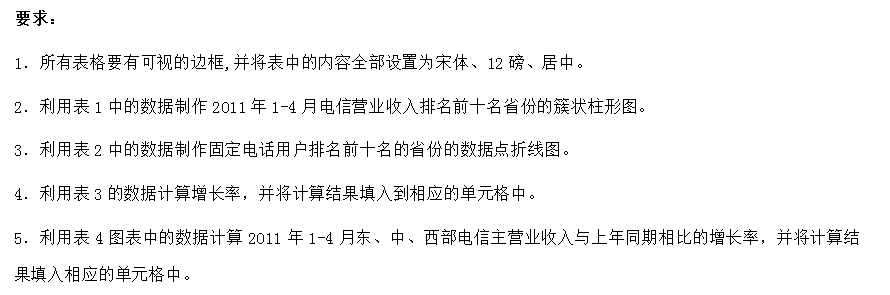 要求：
1．所有表格要有可视的边框,并将表中的内容全部设置为宋体、12 磅、居中。
2．利用表 1 中的数据制作 2011 年 1-4 月电信营业收入排名前十名省份的簇状柱形图。
3．利用表 2 中的数据制作固定电话用户排名前十名的省份的数据点折线图。
4．利用表 3 的数据计算增长率，并将计算结果填入到相应的单元格中。
5．利用表 4 图表中的数据计算 2011 年 1-4 月东、中、西部电信主营业收入与上年同期相比的增长率，并将计算结
果填入相应的单元格中。